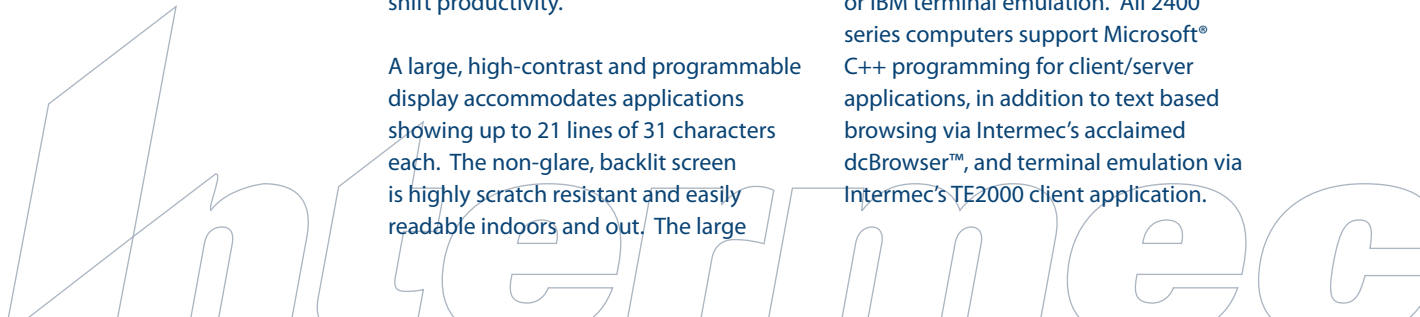 shift productivity.
A large, high-contrast and programmable
display accommodates applications
showing up to 21 lines of 31 characters
each. The non-glare, backlit screen
is highly scratch resistant and easily
readable indoors and out. The large
or IBM terminal emulation. All 2400
series computers support Microsoft®
C++ programming for client/server
applications, in addition to text based
browsing via Intermec’s acclaimed
dcBrowser™, and terminal emulation via
Intermec’s TE2000 client application.
Intermec